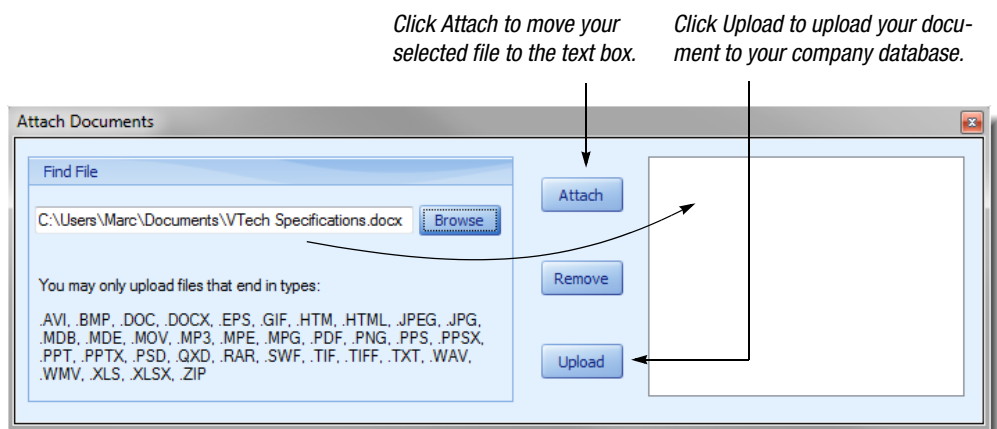 Click Attach to move your
selected file to the text box.
Click Upload to upload your docu-
ment to your company database.
Attach Documents
Find File
C:\Users\Marc\Documents\VTech Specifications.docx
Browse
You may only upload files that end in types:
.AVI, .BMP, .DOC, .DOCX, .EPS, .GIF, .HTM, .HTML, .JPEG, .JPG,
.MDB, .MDE, .MOV, .MP3, .MPE, .MPG, .PDF, .PNG, .PPS, .PPSX,
.PPT, .PPTX, .PSD, .QXD, .RAR, .SWF, .TIF, .TIFF, .TXT, .WAV,
.WMV, .XLS, .XLSX, .ZIP
Attach
Remove
Upload